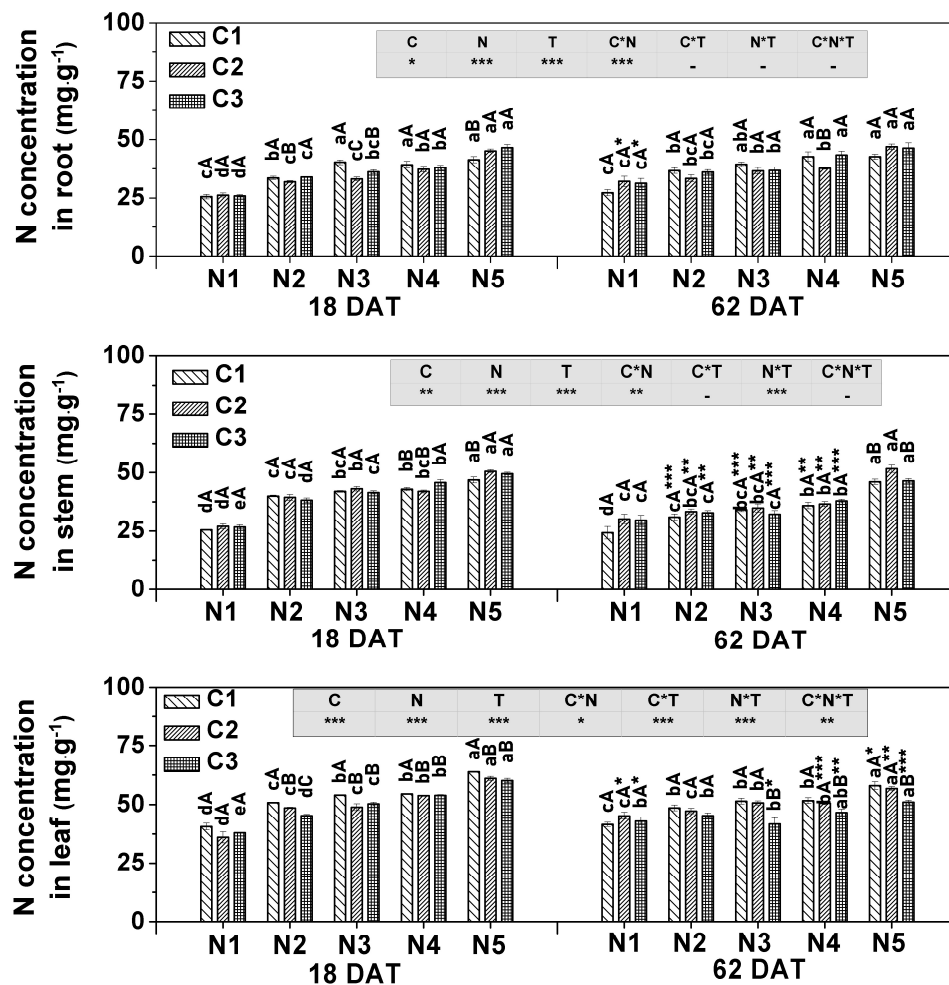 N concentration
in root (mg·g⁻¹)
100
75
50
25
0
C1
C2
C3
C N T C*N C*T N*T C*N*T
* *** *** *** - - -
cA dA dA bA cB cA aA cC bcB aA bA bA aB aA aA cA cA* cA* bA bcA bcA abA bA bA aA bB aA aA aA aA
N1 N2 N3 N4 N5 N1 N2 N3 N4 N5
18 DAT 62 DAT
N concentration
in stem (mg·g⁻¹)
100
75
50
25
0
C1
C2
C3
C N T C*N C*T N*T C*N*T
** *** *** ** - *** -
dA dA eA cA cA dA bcA bA cA bB bcB bA aB aA aA dA cA cA cA*** bcA** cA** bcA*** bcA** cA*** bA** bA** bA*** aB aA aB
N1 N2 N3 N4 N5 N1 N2 N3 N4 N5
18 DAT 62 DAT
N concentration
in leaf (mg·g⁻¹)
100
75
50
25
0
C1
C2
C3
C N T C*N C*T N*T C*N*T
*** *** *** * *** *** **
dA dA eA cA cB dC bA cB cB bA bB bB aA aB aB cA cA* bA* bA cA bA bA bA bB* bA bA*** abB** aA* aA** aB***
N1 N2 N3 N4 N5 N1 N2 N3 N4 N5
18 DAT 62 DAT